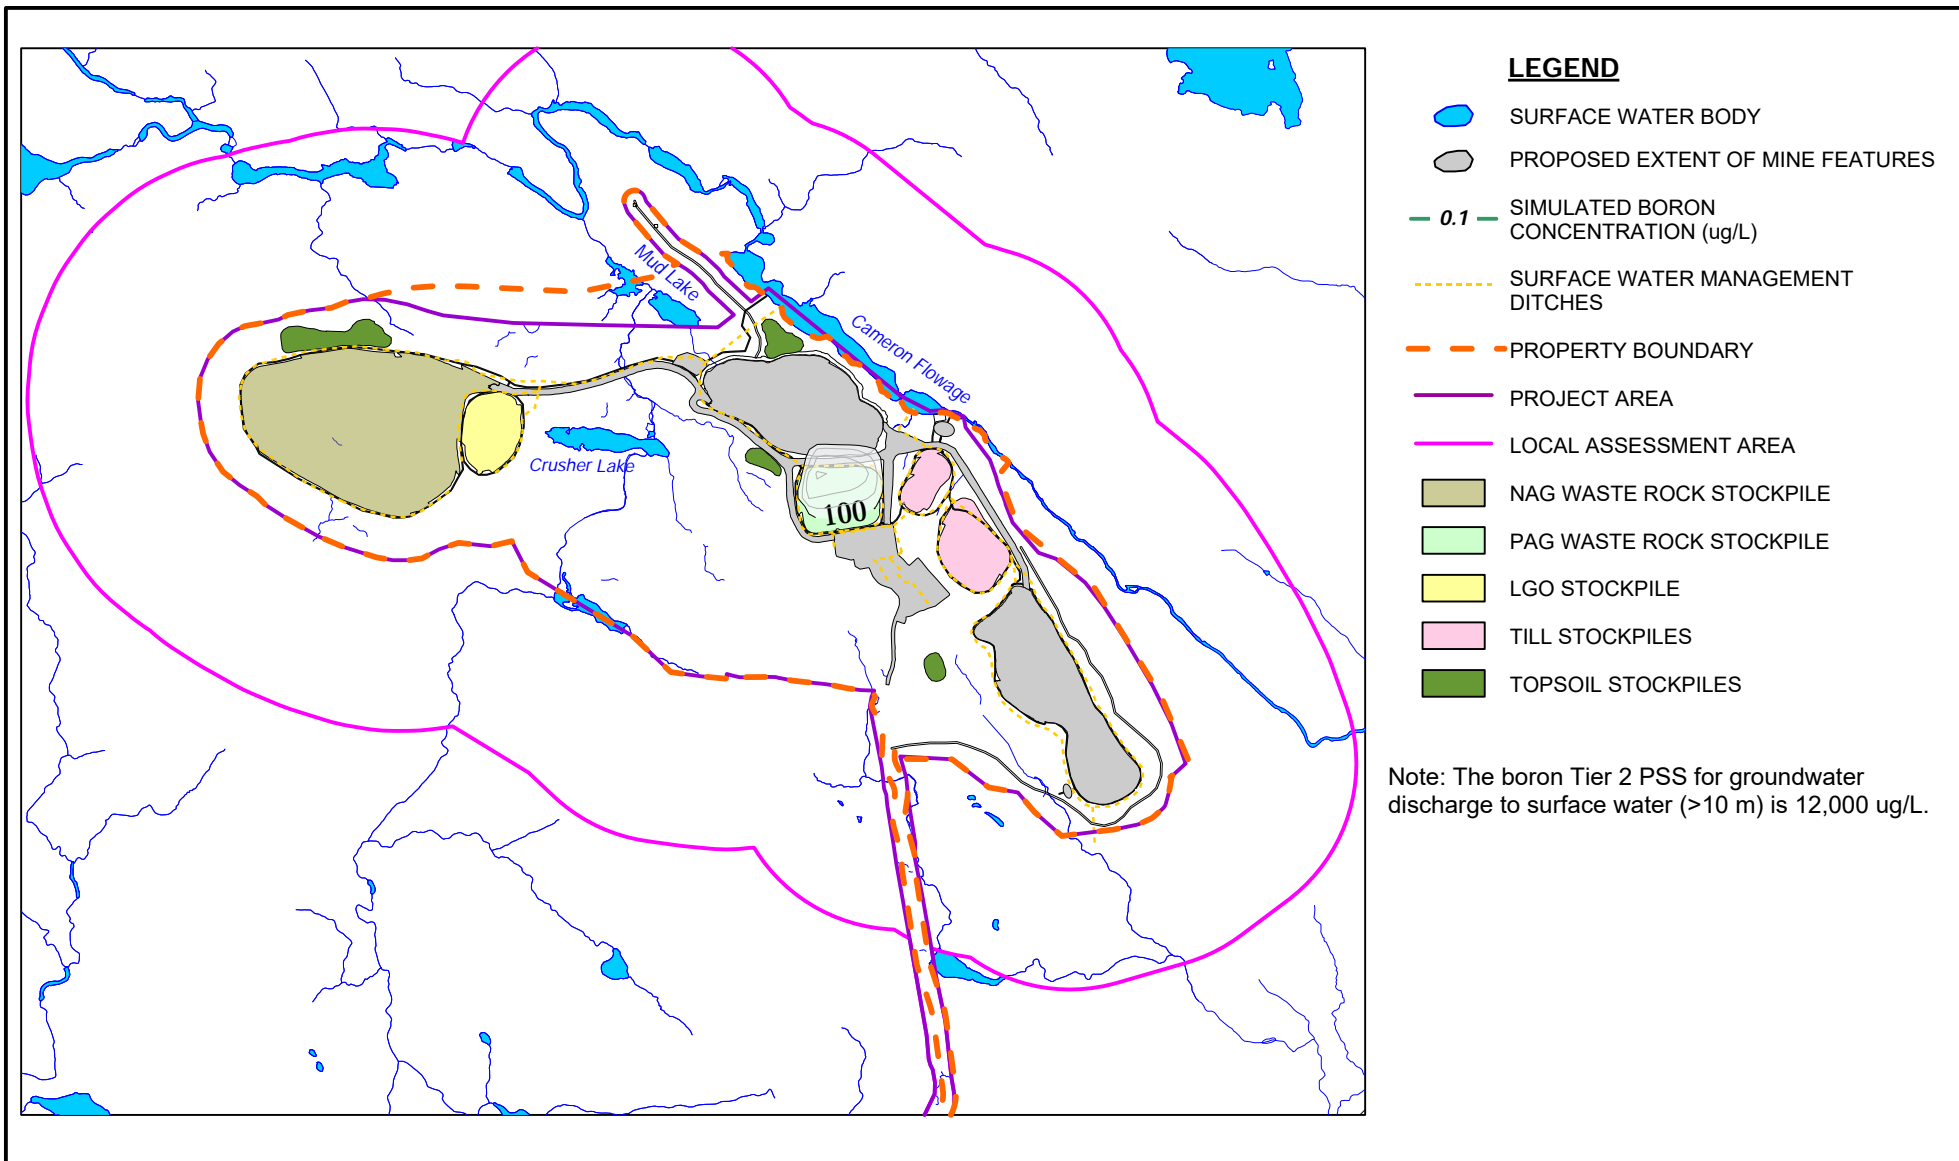 LEGEND
SURFACE WATER BODY
PROPOSED EXTENT OF MINE FEATURES
0.1
SIMULATED BORON
CONCENTRATION (ug/L)
SURFACE WATER MANAGEMENT
DITCHES
PROPERTY BOUNDARY
PROJECT AREA
LOCAL ASSESSMENT AREA
NAG WASTE ROCK STOCKPILE
PAG WASTE ROCK STOCKPILE
LGO STOCKPILE
TILL STOCKPILES
TOPSOIL STOCKPILES
Note: The boron Tier 2 PSS for groundwater
discharge to surface water (>10 m) is 12,000 ug/L.
Mud Lake
Cameron Flowage
Crusher Lake
100